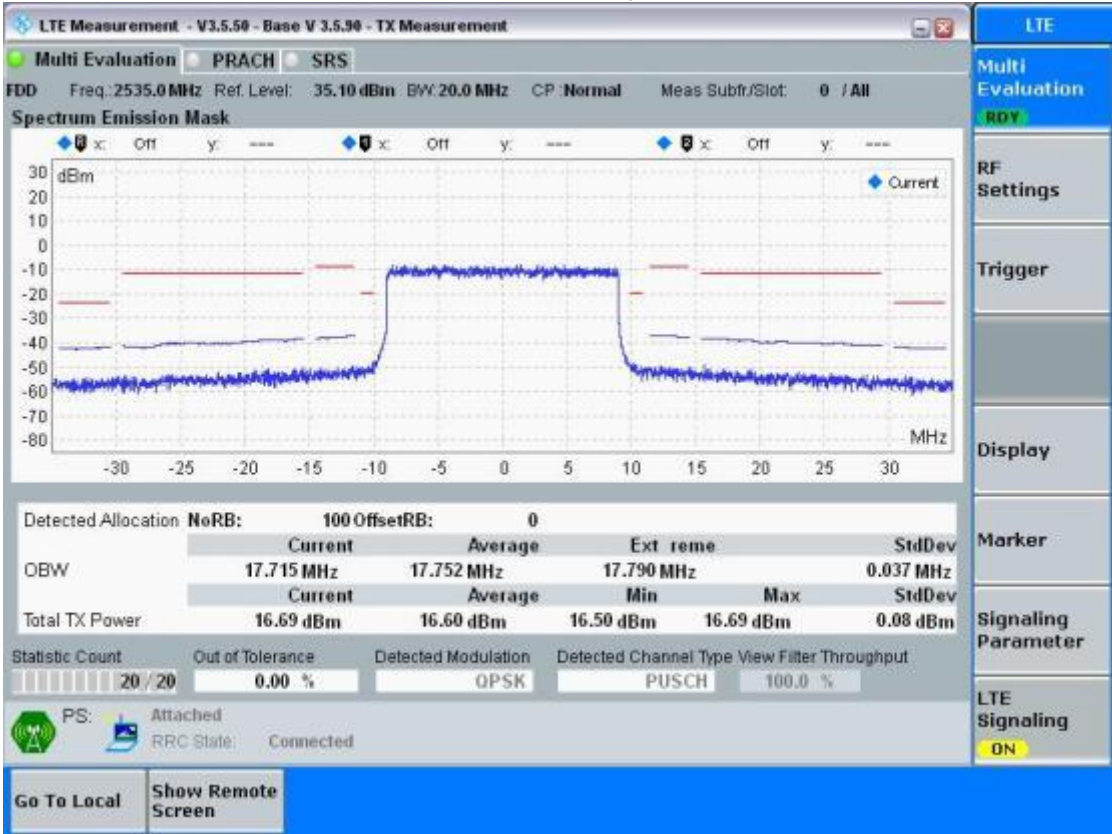 LTE Measurement - V3.5.50 - Base V 3.5.90 - TX Measurement
LTE
Multi Evaluation PRACH SRS
FDD Freq.:2535.0 MHz Ref. Level: 35.10 dBm BW:20.0 MHz CP :Normal Meas Subfr./Slot: 0 / All
Spectrum Emission Mask
x: Off y: --- x: Off y: --- x: Off y: ---
30 dBm
Current
20
10
0
-10
-20
-30
-40
-50
-60
-70
-80
MHz
-30 -25 -20 -15 -10 -5 0 5 10 15 20 25 30
Detected Allocation NoRB: 100 OffsetRB: 0
Current Average Ext reme StdDev
OBW 17.715 MHz 17.752 MHz 17.790 MHz 0.037 MHz
Current Average Min Max StdDev
Total TX Power 16.69 dBm 16.60 dBm 16.50 dBm 16.69 dBm 0.08 dBm
Statistic Count Out of Tolerance Detected Modulation Detected Channel Type View Filter Throughput
20 / 20 0.00 % QPSK PUSCH 100.0 %
PS: Attached
RRC State: Connected
Multi
Evaluation
RDY
RF
Settings
Trigger
Display
Marker
Signaling
Parameter
LTE
Signaling
ON
Go To Local
Show Remote
Screen